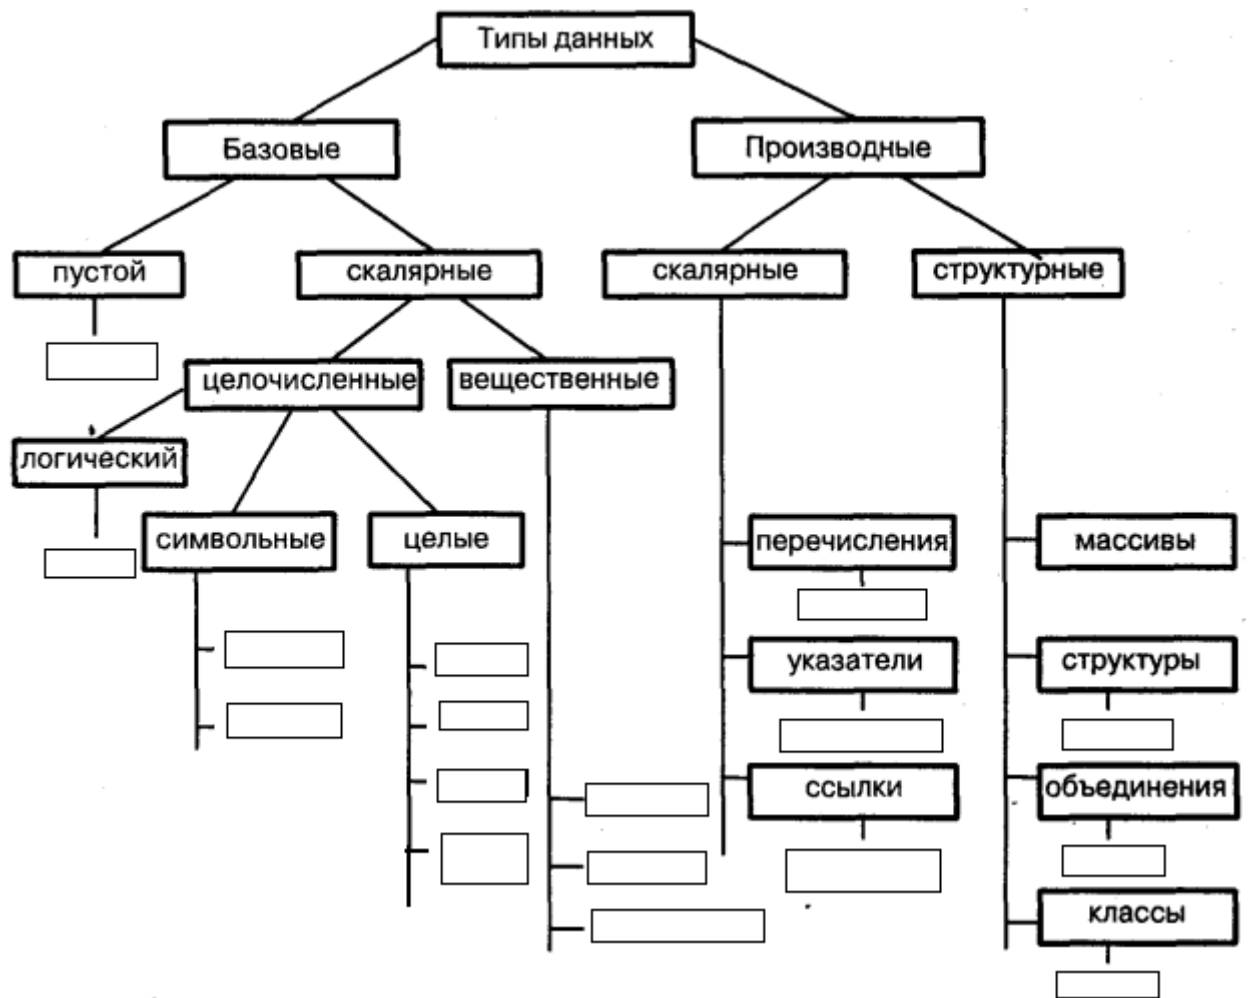 Типы данных
Базовые
Производные
пустой
скалярные
скалярные
структурные
целочисленные
вещественные
логический
символьные
целые
перечисления
массивы
указатели
структуры
ссылки
объединения
классы